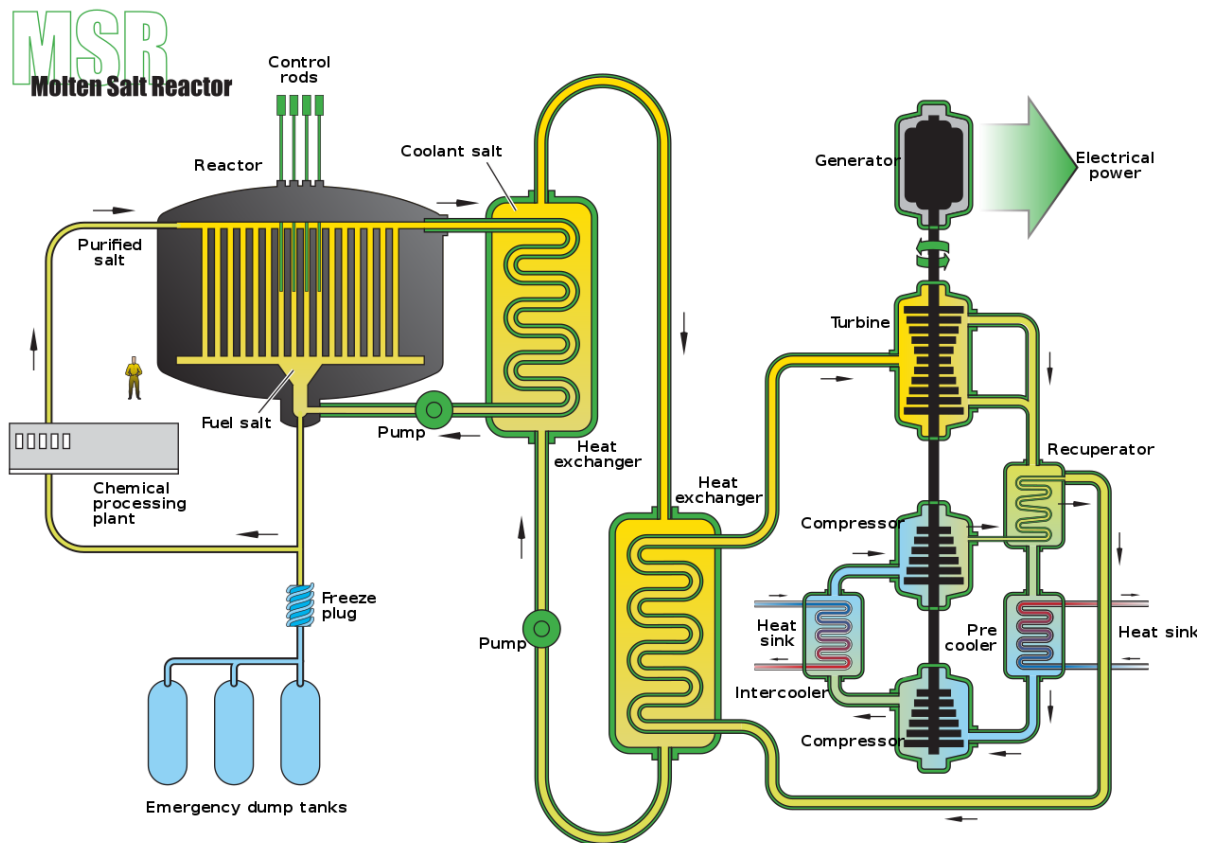 MSR
Molten Salt Reactor
Control
rods
Reactor
Coolant salt
Generator
Electrical
power
Purified
salt
Turbine
Fuel salt
Pump
Heat
exchanger
Recuperator
Heat
exchanger
Chemical
processing
plant
Compressor
Freeze
plug
Pump
Heat
sink
Pre
cooler
Heat sink
Intercooler
Compressor
Emergency dump tanks